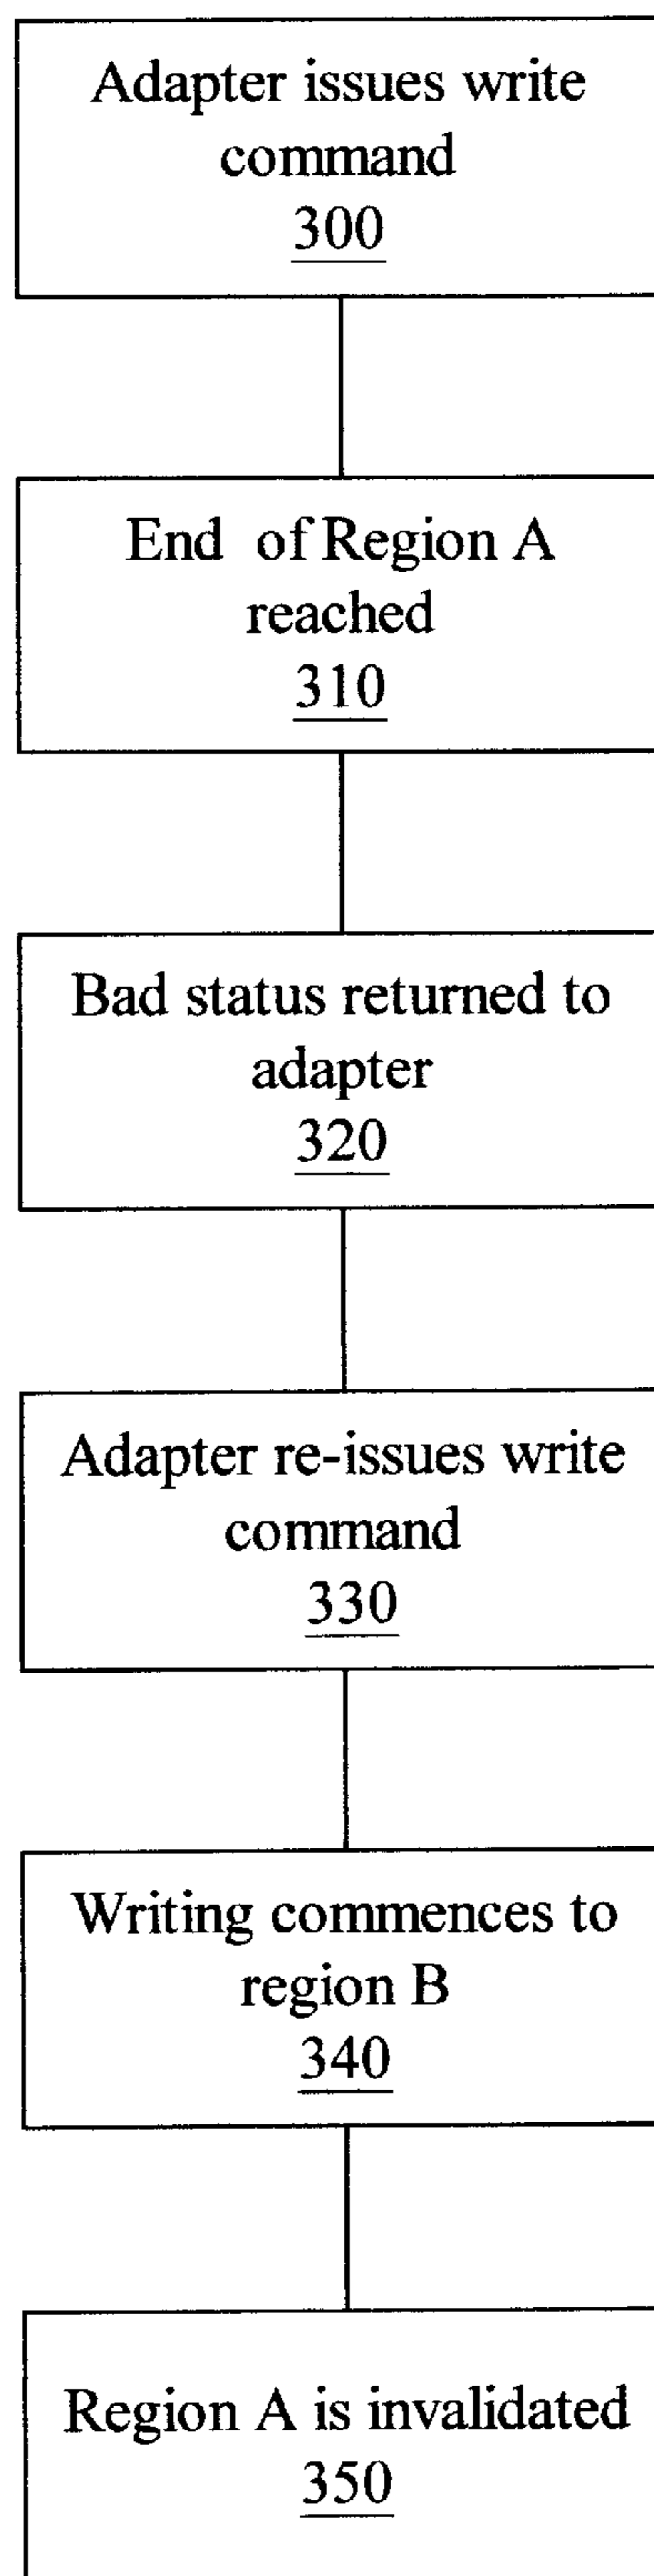 Adapter issues write
command
300
End of Region A
reached
310
Bad status returned to
adapter
320
Adapter re-issues write
command
330
Writing commences to
region B
340
Region A is invalidated
350